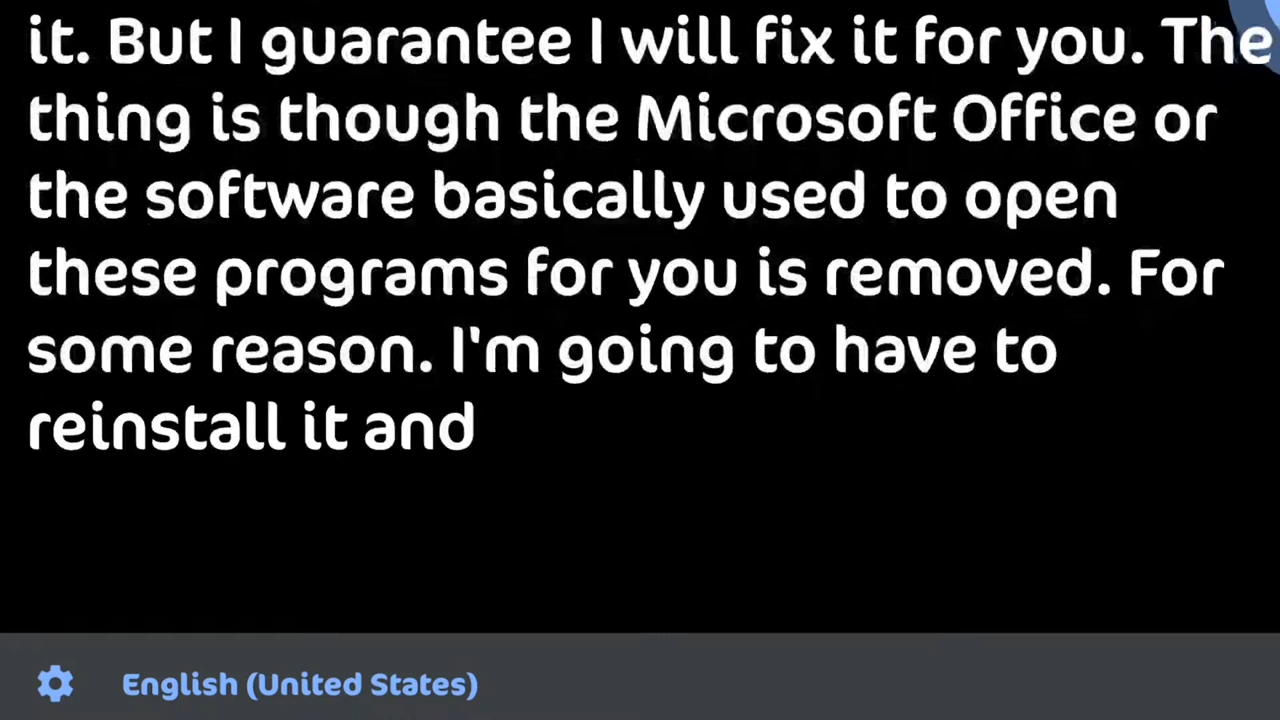 it. But I guarantee I will fix it for you. The
thing is though the Microsoft Office or
the software basically used to open
these programs for you is removed. For
some reason. I'm going to have to
reinstall it and
English (United States)